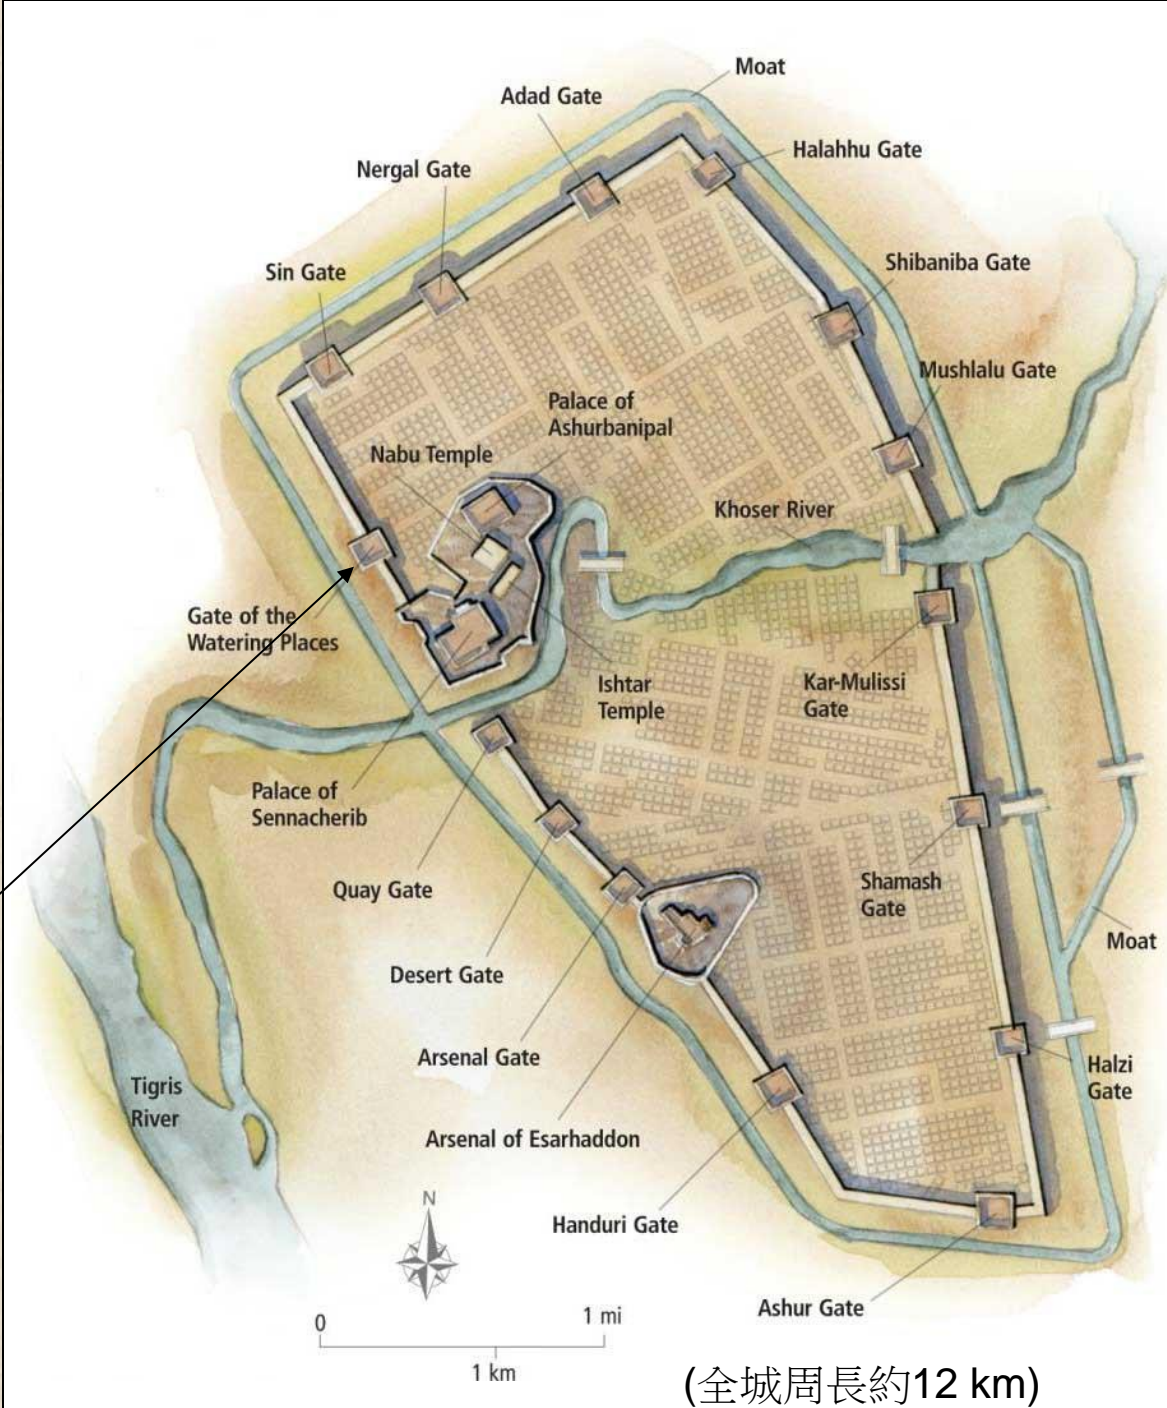 Moat
Adad Gate
Halahhu Gate
Nergal Gate
Shibaniba Gate
Sin Gate
Mushlalu Gate
Palace of
Ashurbanipal
Nabu Temple
Khoser River
Gate of the
Watering Places
Ishtar
Temple
Kar-Mulissi
Gate
Palace of
Sennacherib
Quay Gate
Shamash
Gate
Moat
Desert Gate
Arsenal Gate
Halzi
Gate
Tigris
River
Arsenal of Esarhaddon
N
Handuri Gate
Ashur Gate
0
1 mi
1 km
(全城周長約12 km)